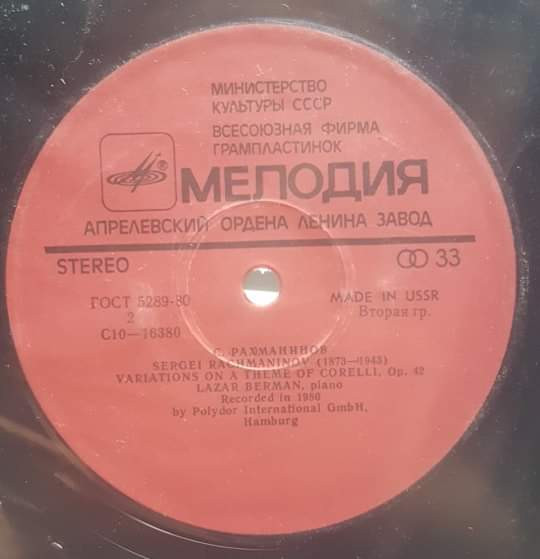 МИНИСТЕРСТВО
КУЛЬТУРЫ СССР
ВСЕСОЮЗНАЯ ФИРМА
ГРАМПЛАСТИНОК
® МЕЛОДИЯ
АПРЕЛЕВСКИЙ ОРДЕНА ЛЕНИНА ЗАВОД
STEREO 33
ГОСТ 5289-80 MADE IN USSR
2 Вторая гр.
С10—16380
С. РАХМАНИНОВ
SERGEI RACHMANINOV (1873—1943)
VARIATIONS ON A THEME OF CORELLI, Op. 42
LAZAR BERMAN, piano
Recorded in 1980
by Polydor International GmbH,
Hamburg